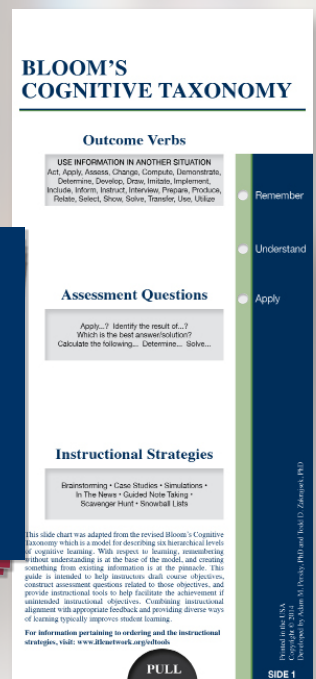 BLOOM'S
COGNITIVE TAXONOMY
Outcome Verbs
USE INFORMATION IN ANOTHER SITUATION
Act, Apply, Assess, Change, Compute, Demonstrate,
Determine, Develop, Draw, Imitate, Implement,
Include, Inform, Instruct, Interview, Prepare, Produce,
Relate, Select, Show, Solve, Transfer, Use, Utilize
Remember
Understand
Apply
Assessment Questions
Apply...? Identify the result of...?
Which is the best answer/solution?
Calculate the following... Determine... Solve...
Instructional Strategies
Brainstorming • Case Studies • Simulations •
In The News • Guided Note Taking •
Scavenger Hunt • Snowball Lists
This slide chart was adapted from the revised Bloom's Cognitive
Taxonomy which is a model for describing six hierarchical levels
of cognitive learning. With respect to learning, remembering
without understanding is at the base of the model, and creating
something from existing information is at the pinnacle. This
guide is intended to help instructors draft course objectives,
construct assessment questions related to those objectives, and
provide instructional tools to help facilitate the achievement if
unintended instructional objectives. Combining instructional
alignment with appropriate feedback and providing diverse ways
of learning typically improves student learning.
For information pertaining to ordering and the instructional
strategies, visit: www.itlcnetwork.org/edtools
PULL
Printed in the USA
Copyright © 2014
Developed by Adam M. Persky, PhD and Todd D. Zakrajsek, PhD
SIDE 1